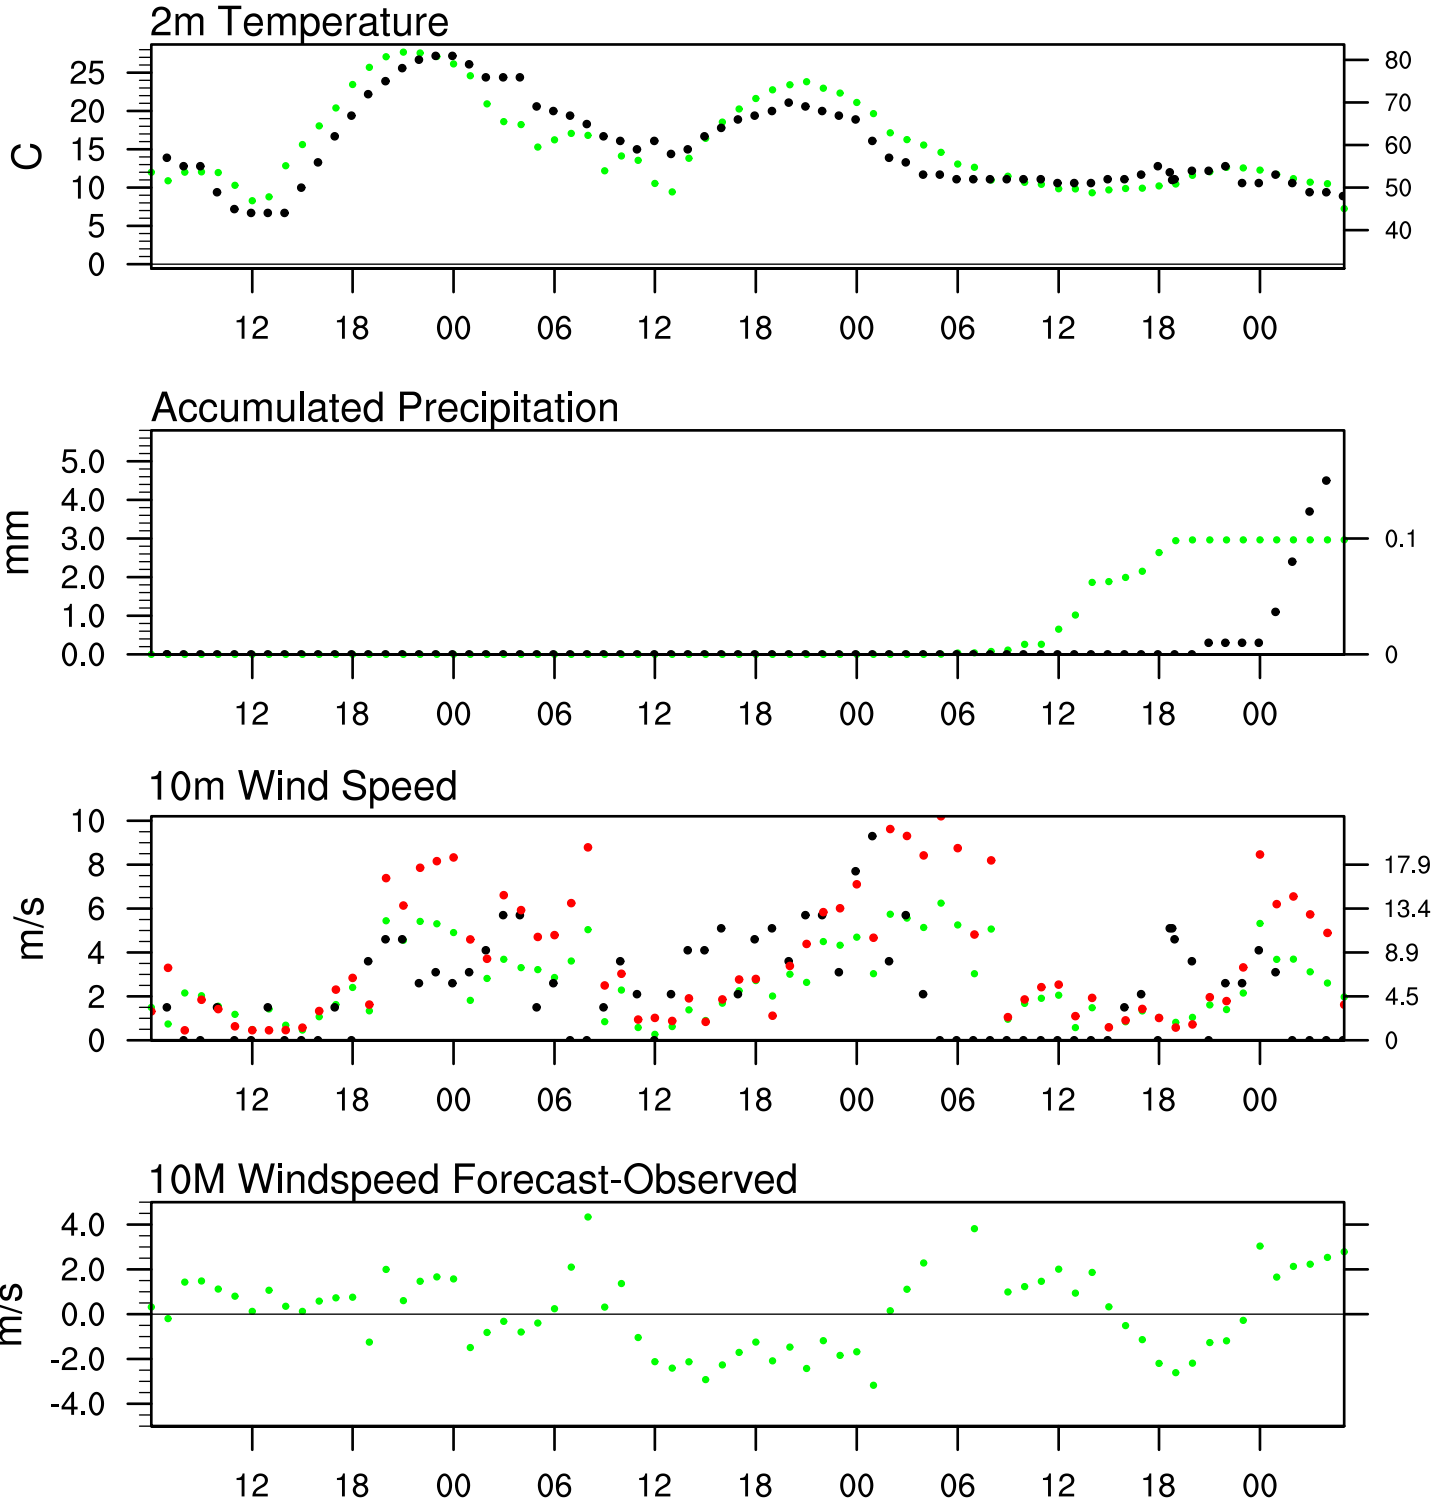 2m Temperature
25
20
15
10
5
0
C
80
70
60
50
40
12 18 00 06 12 18 00 06 12 18 00
Accumulated Precipitation
5.0
4.0
3.0
2.0
1.0
0.0
mm
0.1
0
12 18 00 06 12 18 00 06 12 18 00
10m Wind Speed
10
8
6
4
2
0
m/s
17.9
13.4
8.9
4.5
0
12 18 00 06 12 18 00 06 12 18 00
10M Windspeed Forecast-Observed
4.0
2.0
0.0
-2.0
-4.0
m/s
12 18 00 06 12 18 00 06 12 18 00